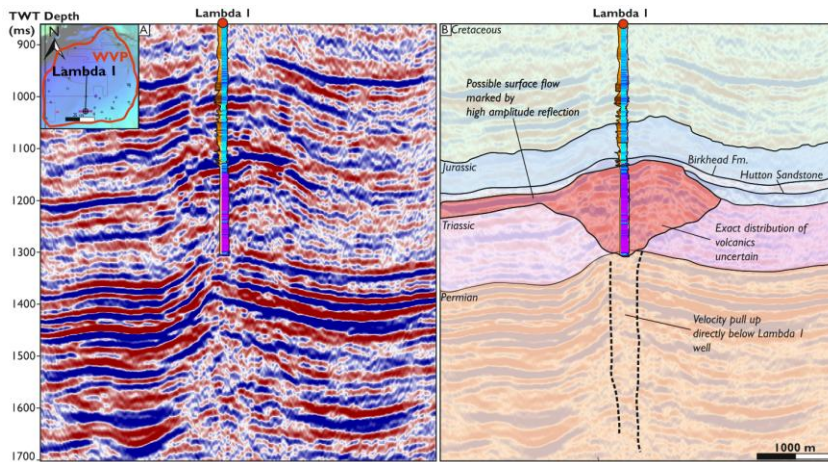 TWT Depth
(ms)
Lambda 1
A
N
WVP
Lambda 1
900
1000
1100
1200
1300
1400
1500
1600
1700
Lambda 1
B
Cretaceous
Possible surface flow
marked by
high amplitude reflection
Jurassic
Birkhead Fm.
Hutton Sandstone
Triassic
Exact distribution of
volcanics
uncertain
Permian
Velocity pull up
directly below Lambda 1
well
1000 m